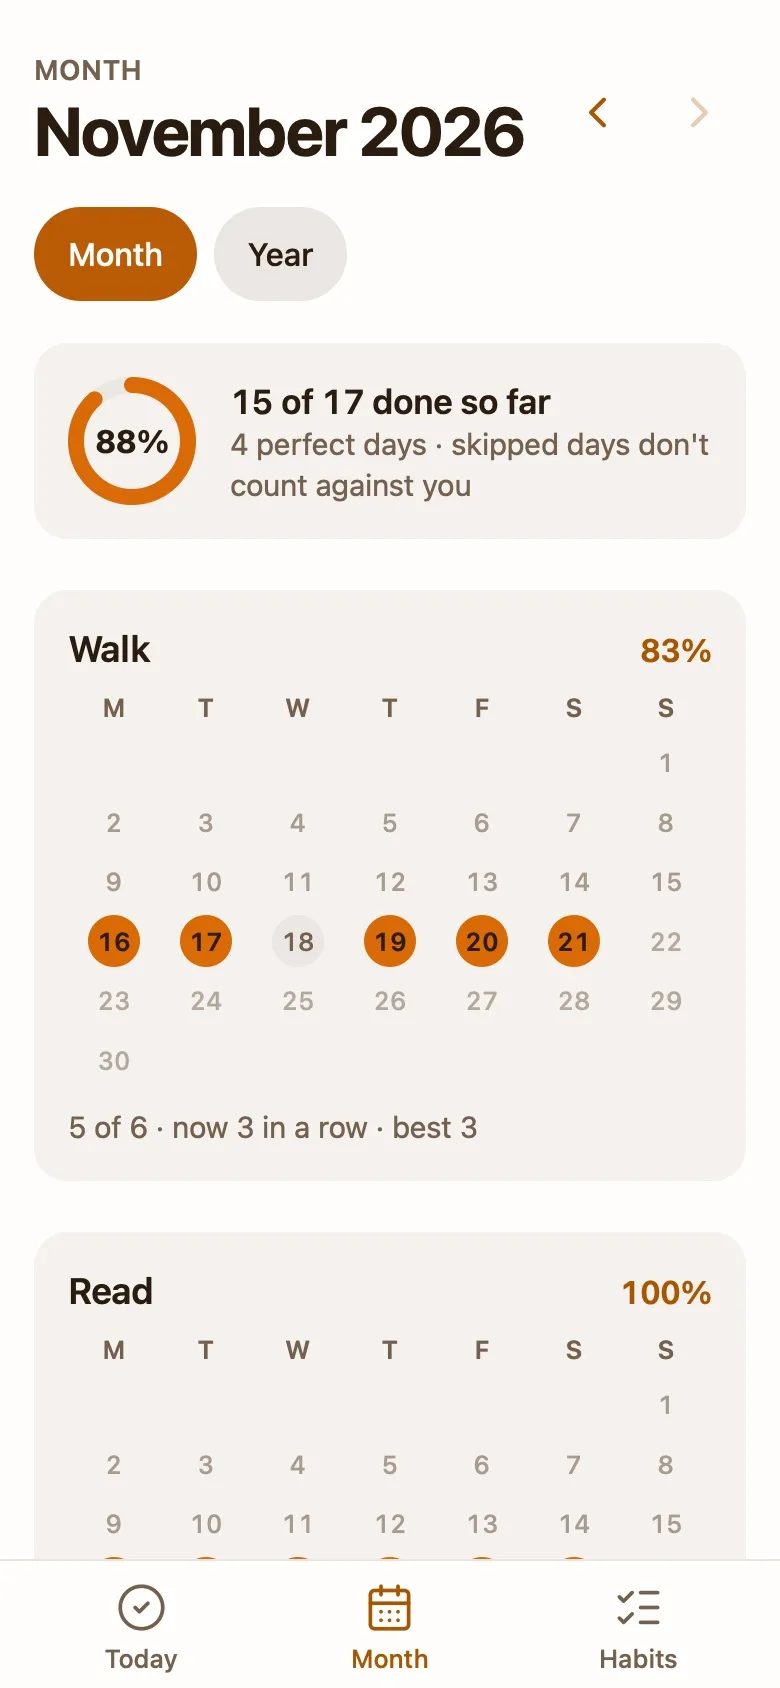 MONTH
November 2026
Month Year
88%
15 of 17 done so far
4 perfect days · skipped days don't
count against you
Walk 83%
M T W T F S S
1
2 3 4 5 6 7 8
9 10 11 12 13 14 15
16 17 18 19 20 21 22
23 24 25 26 27 28 29
30
5 of 6 · now 3 in a row · best 3
Read 100%
M T W T F S S
1
2 3 4 5 6 7 8
9 10 11 12 13 14 15
Today Month Habits